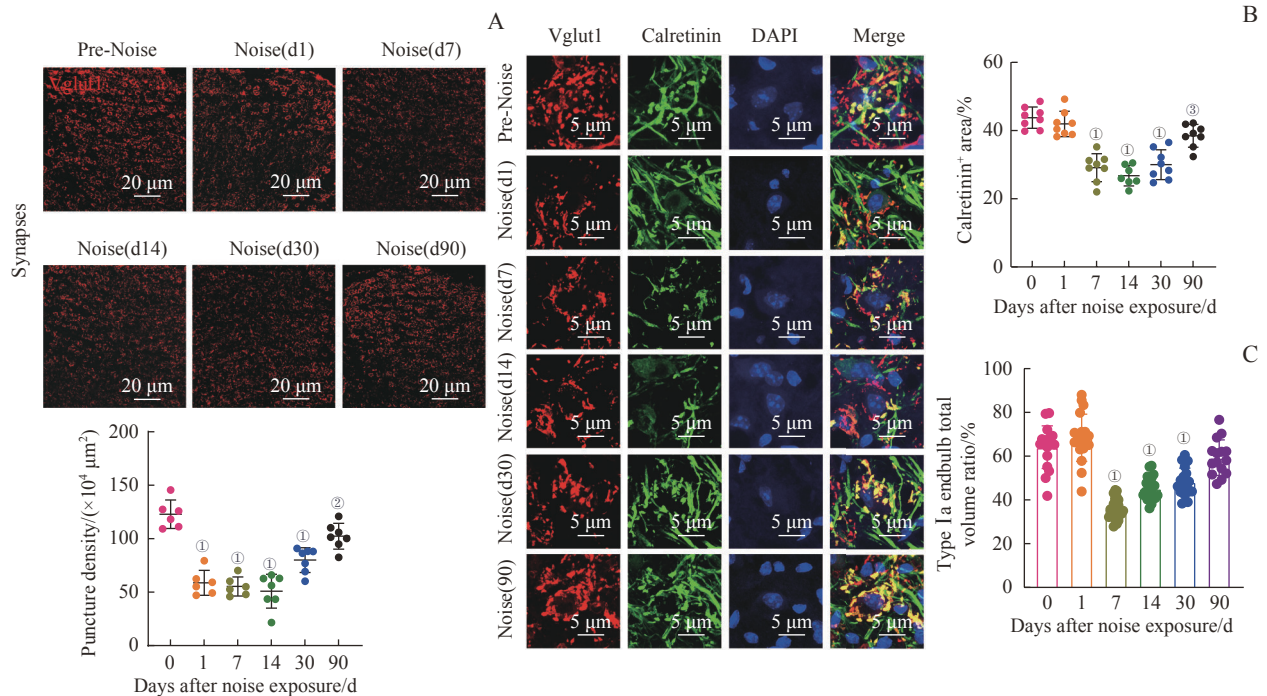 A
Pre-Noise Noise(d1) Noise(d7)
Vglut1
20 μm 20 μm 20 μm
Synapses
Noise(d14) Noise(d30) Noise(d90)
20 μm 20 μm 20 μm
Puncture density/(×10⁴ μm²)
200
150
100
50
0
① ① ① ① ②
0 1 7 14 30 90
Days after noise exposure/d
Vglut1 Calretinin DAPI Merge
Pre-Noise
5 μm 5 μm 5 μm 5 μm
Noise(d1)
5 μm 5 μm 5 μm 5 μm
Noise(d7)
5 μm 5 μm 5 μm 5 μm
Noise(d14)
5 μm 5 μm 5 μm 5 μm
Noise(d30)
5 μm 5 μm 5 μm 5 μm
Noise(90)
5 μm 5 μm 5 μm 5 μm
B
Calretinin⁺ area/%
60
40
20
0
① ① ① ③
0 1 7 14 30 90
Days after noise exposure/d
C
Type Ⅰa endbulb total
volume ratio/%
100
80
60
40
20
0
① ① ①
0 1 7 14 30 90
Days after noise exposure/d